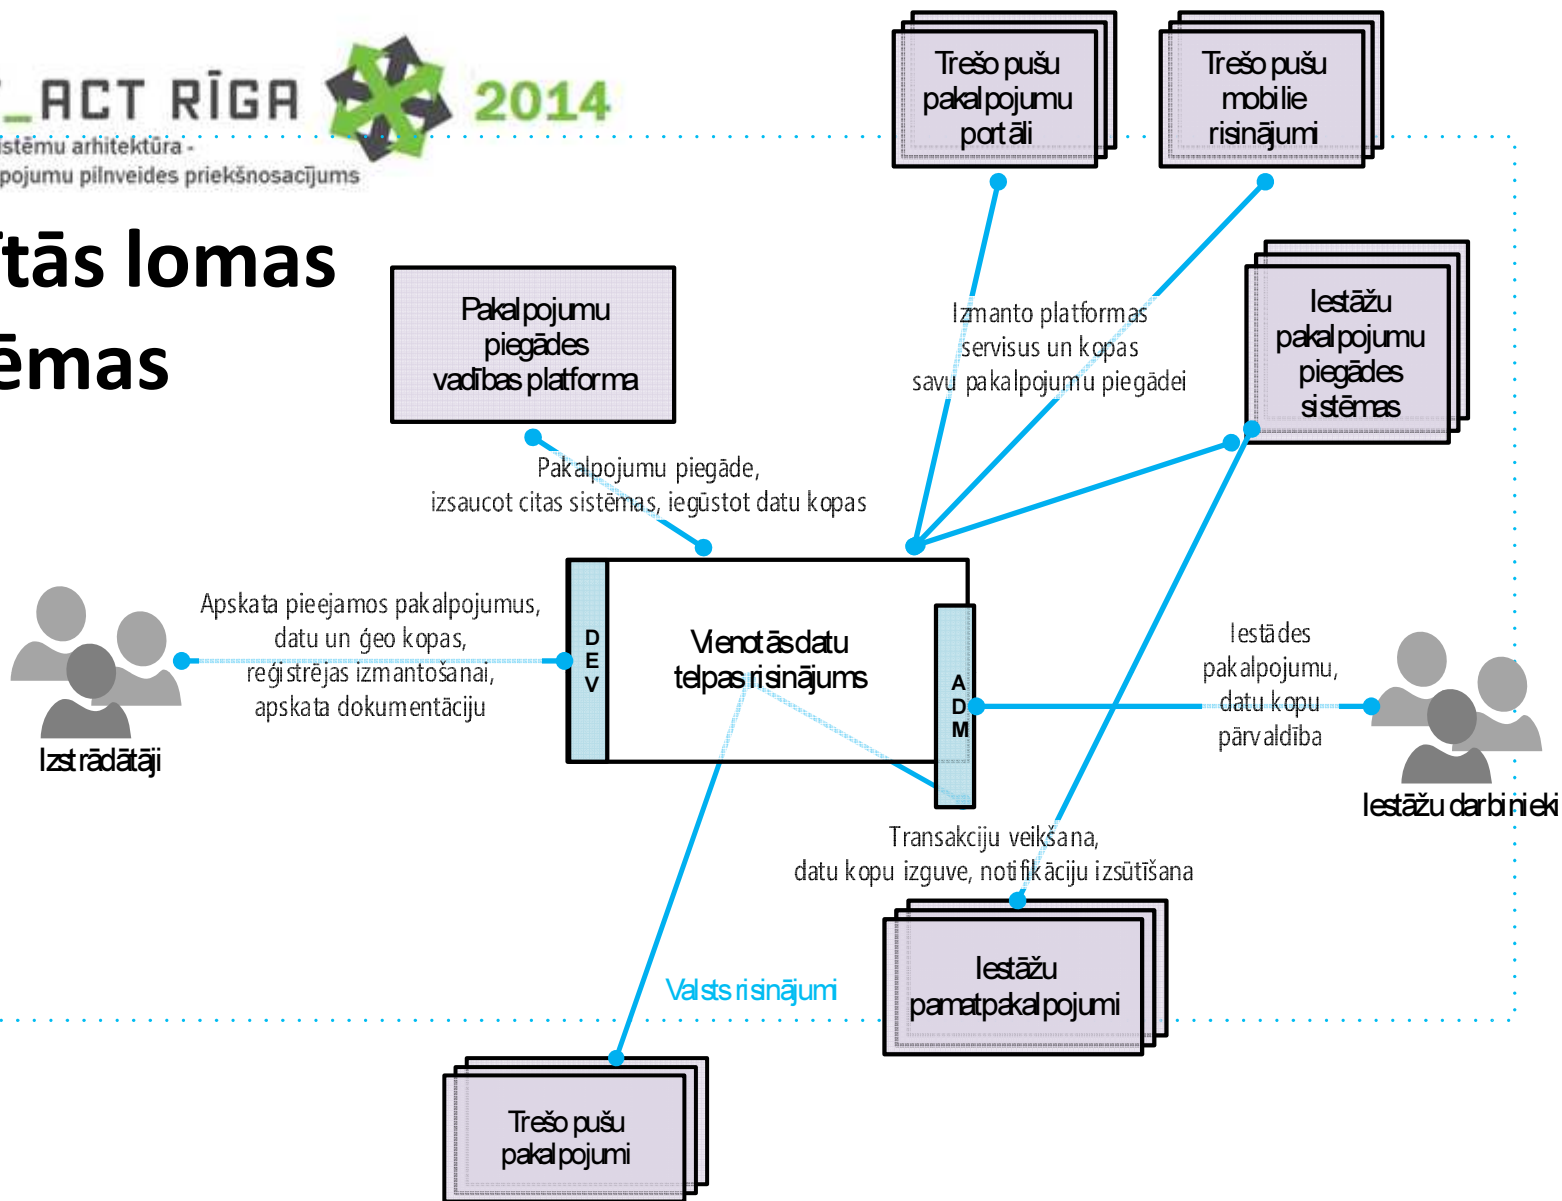 _ACT RĪGA 2014
istēmu arhitektūra -
pojumu pilnveides priekšnosacījums
tās lomas
ēmas
Trešo pušu
pakalpojumu
portāli
Trešo pušu
mobilie
risinājumi
Pakalpojumu
piegādes
vadības platforma
Izmanto platformas
servisus un kopas
savu pakalpojumu piegādei
Iestāžu
pakalpojumu
piegādes
sistēmas
Pakalpojumu piegāde,
izsaucot citas sistēmas, iegūstot datu kopas
Apskata pieejamos pakalpojumus,
datu un ģeo kopas,
reģistrējas izmantošanai,
apskata dokumentāciju
Izstrādātāji
DEV
Vienotās datu
telpas risinājums
ADM
Iestādes
pakalpojumu,
datu kopu
pārvaldība
Iestāžu darbinieki
Transakciju veikšana,
datu kopu izguve, notifikāciju izsūtīšana
Valsts risinājumi
Iestāžu
pamatpakalpojumi
Trešo pušu
pakalpojumi